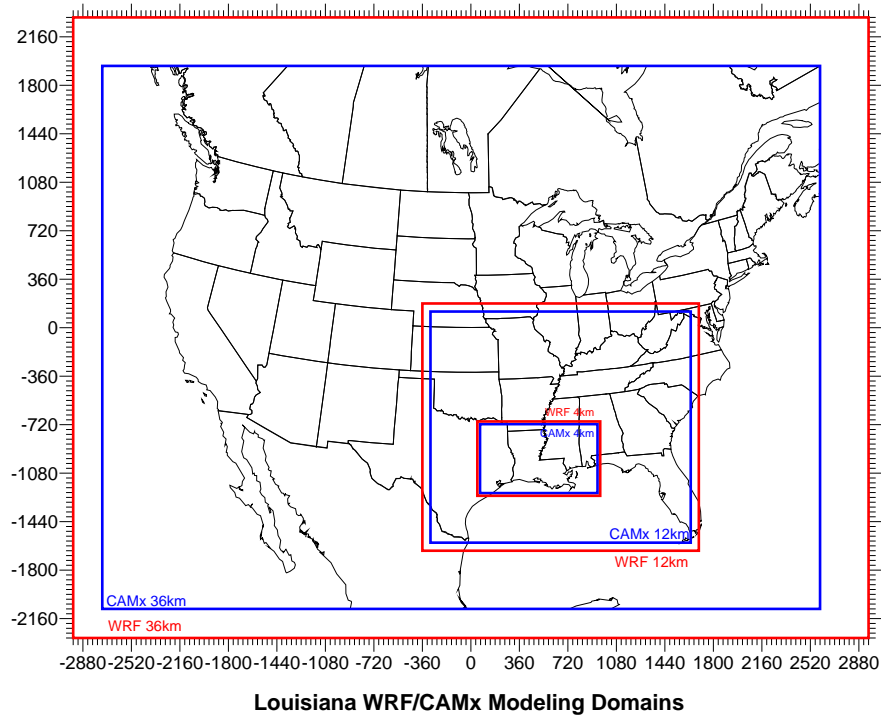 2160
1800
1440
1080
720
360
0
-360
-720
-1080
-1440
-1800
-2160
WRF 4km
CAMx 4km
CAMx 12km
WRF 12km
CAMx 36km
WRF 36km
-2880 -2520 -2160 -1800 -1440 -1080 -720 -360 0 360 720 1080 1440 1800 2160 2520 2880
Louisiana WRF/CAMx Modeling Domains